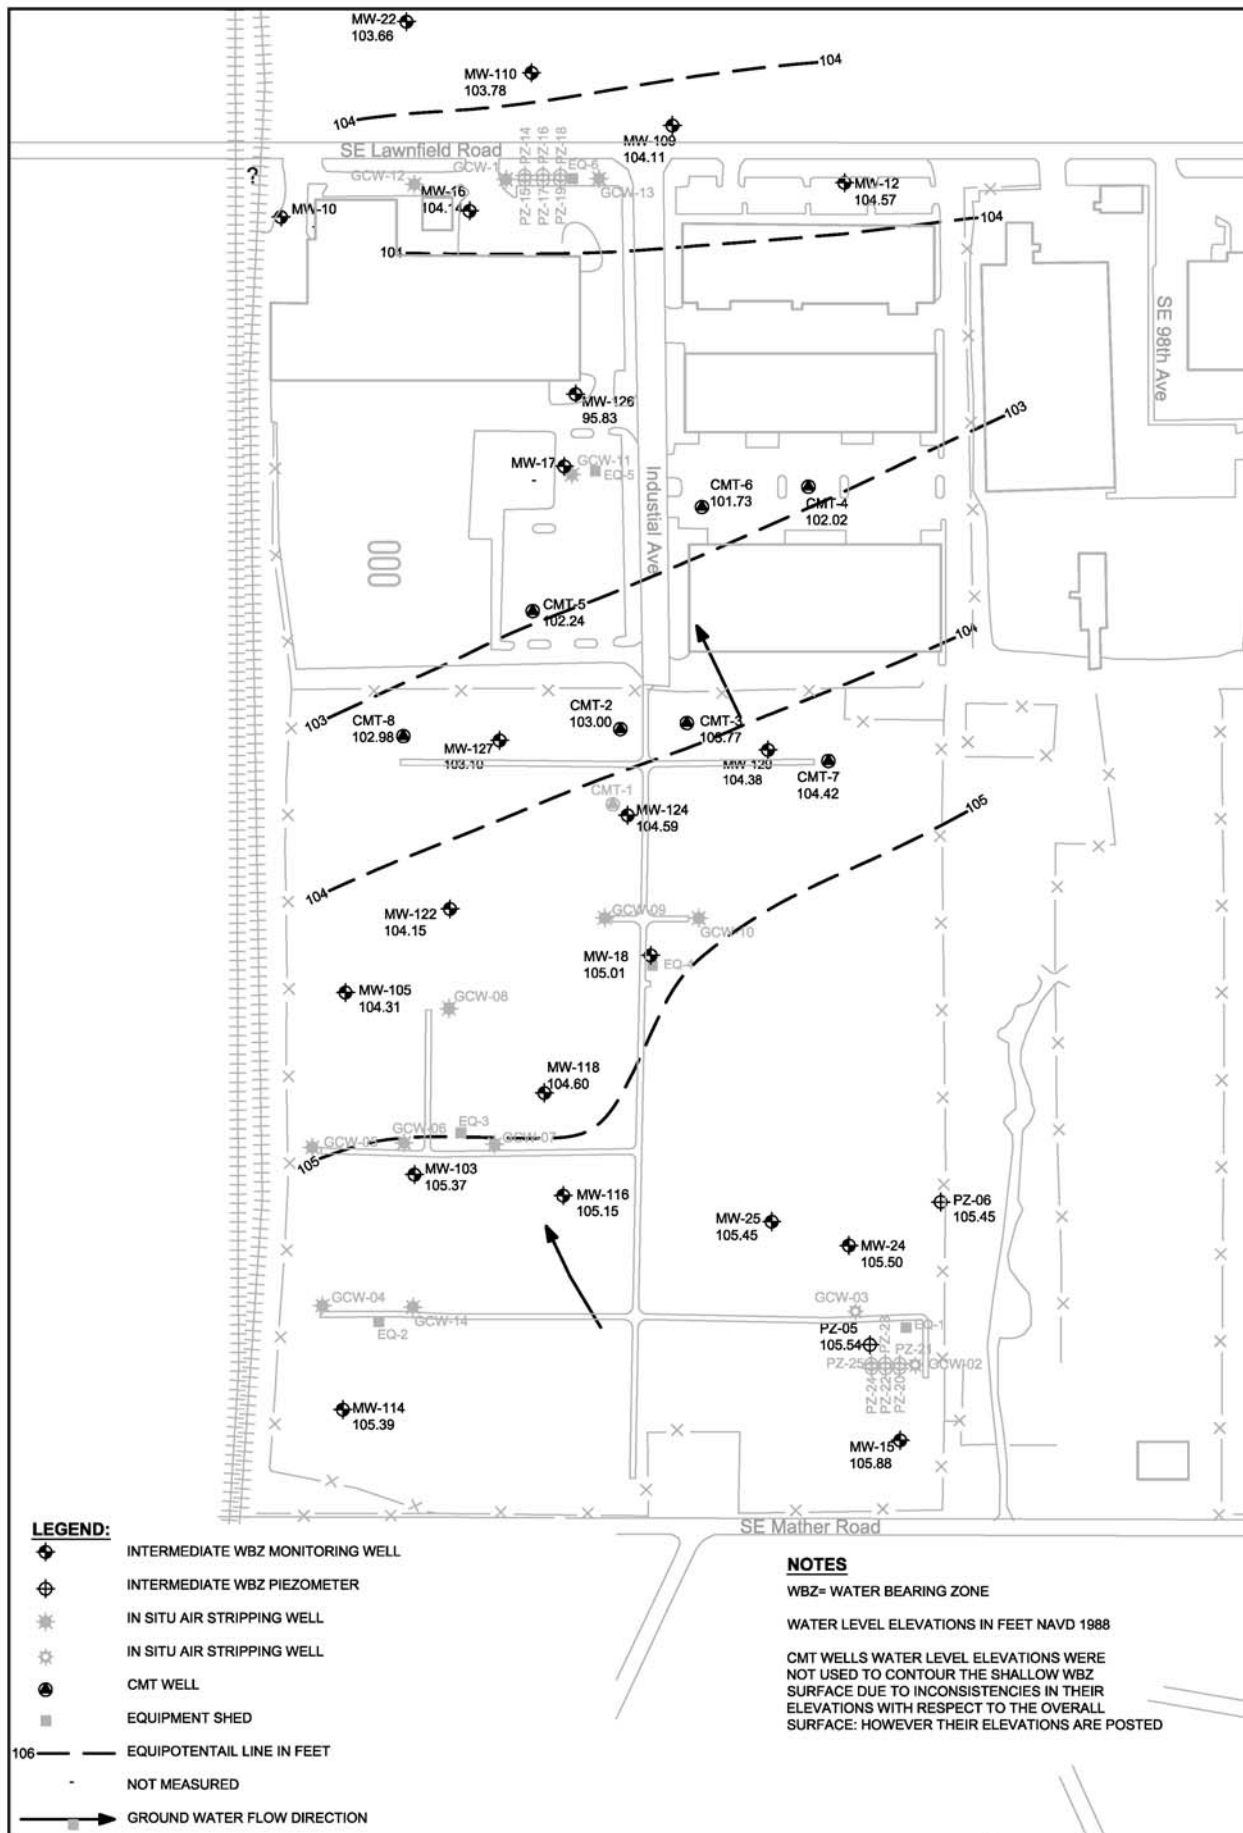 MW-22
103.66
MW-110
103.78
104
104
MW-109
104.11
SE Lawnfield Road
PZ-14
PZ-16
PZ-18
GCW-1
EQ-6
GCW-12
GCW-13
PZ-15
PZ-17
PZ-19
?
MW-10
-
MW-16
104.14
MW-12
104.57
104
104
SE 98th Ave
MW-126
95.83
103
MW-17
-
GCW-11
EQ-5
Industial Ave
CMT-6
101.73
CMT-4
102.02
CMT-5
102.24
104
103
CMT-8
102.98
MW-127
103.10
CMT-2
103.00
CMT-3
103.77
104.38
CMT-7
104.42
CMT-1
MW-124
104.59
105
104
MW-122
104.15
GCW-09
GCW-10
MW-18
105.01
EQ-4
MW-105
104.31
GCW-08
MW-118
104.60
EQ-3
GCW-05
GCW-06
GCW-07
105
MW-103
105.37
MW-116
105.15
MW-25
105.45
PZ-06
105.45
MW-24
105.50
GCW-04
GCW-14
EQ-2
GCW-03
EQ-1
PZ-05
105.54
PZ-23
PZ-21
PZ-25
GCW-02
PZ-24
PZ-22
PZ-20
MW-114
105.39
MW-15
105.88
SE Mather Road
LEGEND:
INTERMEDIATE WBZ MONITORING WELL
INTERMEDIATE WBZ PIEZOMETER
IN SITU AIR STRIPPING WELL
IN SITU AIR STRIPPING WELL
CMT WELL
EQUIPMENT SHED
106 EQUIPOTENTAIL LINE IN FEET
- NOT MEASURED
GROUND WATER FLOW DIRECTION
NOTES
WBZ= WATER BEARING ZONE
WATER LEVEL ELEVATIONS IN FEET NAVD 1988
CMT WELLS WATER LEVEL ELEVATIONS WERE
NOT USED TO CONTOUR THE SHALLOW WBZ
SURFACE DUE TO INCONSISTENCIES IN THEIR
ELEVATIONS WITH RESPECT TO THE OVERALL
SURFACE: HOWEVER THEIR ELEVATIONS ARE POSTED